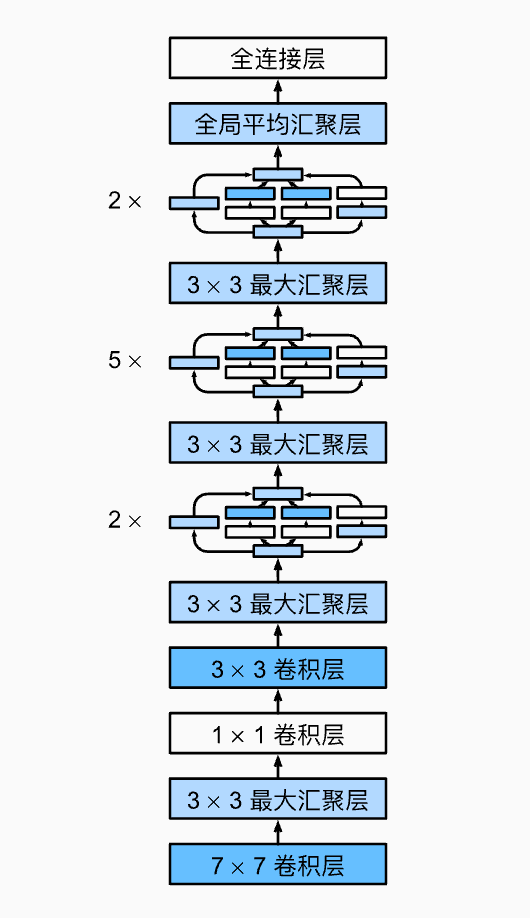 全连接层
全局平均汇聚层
2 ×
3 × 3 最大汇聚层
5 ×
3 × 3 最大汇聚层
2 ×
3 × 3 最大汇聚层
3 × 3 卷积层
1 × 1 卷积层
3 × 3 最大汇聚层
7 × 7 卷积层